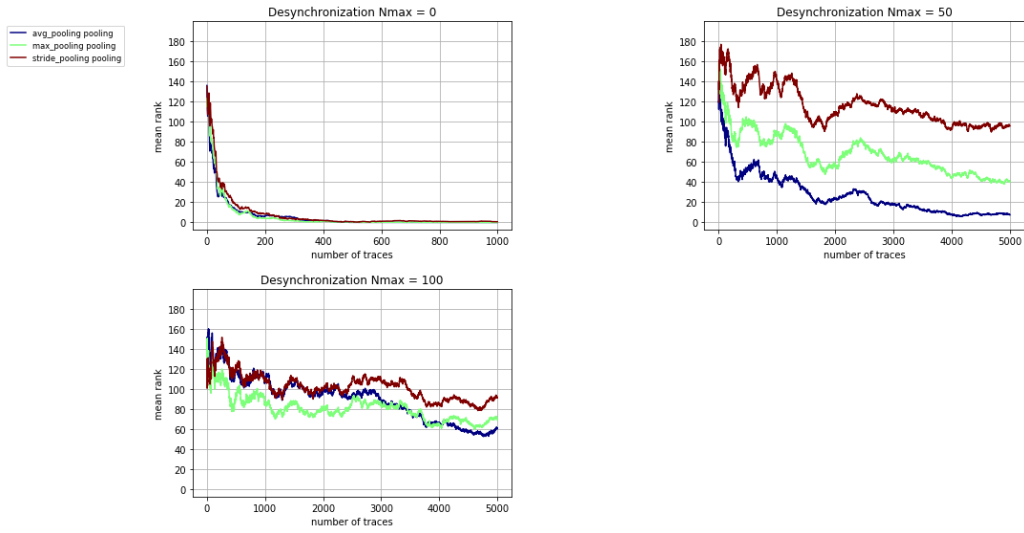 avg_pooling pooling
max_pooling pooling
stride_pooling pooling
Desynchronization Nmax = 0
180
160
140
120
100
80
60
40
20
0
mean rank
0 200 400 600 800 1000
number of traces
Desynchronization Nmax = 50
180
160
140
120
100
80
60
40
20
0
mean rank
0 1000 2000 3000 4000 5000
number of traces
Desynchronization Nmax = 100
180
160
140
120
100
80
60
40
20
0
mean rank
0 1000 2000 3000 4000 5000
number of traces